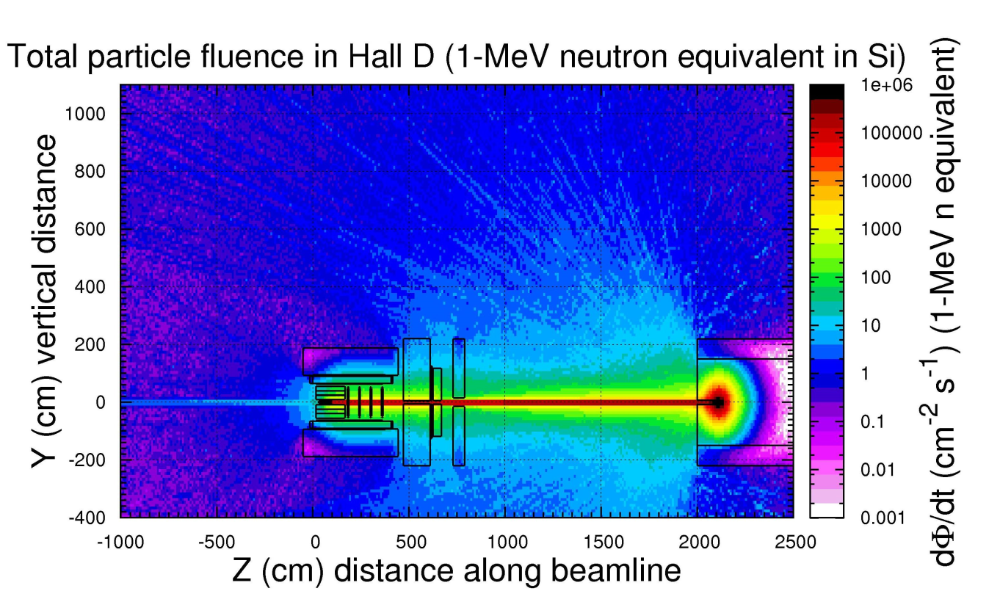 Total particle fluence in Hall D (1-MeV neutron equivalent in Si)
1000
800
600
400
200
0
-200
-400
Y (cm) vertical distance
-1000 -500 0 500 1000 1500 2000 2500
Z (cm) distance along beamline
1e+06
100000
10000
1000
100
10
1
0.1
0.01
0.001
dΦ/dt (cm-2 s-1) (1-MeV n equivalent)